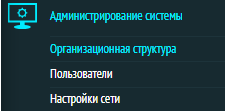 Администрирование системы
Организационная структура
Пользователи
Настройки сети